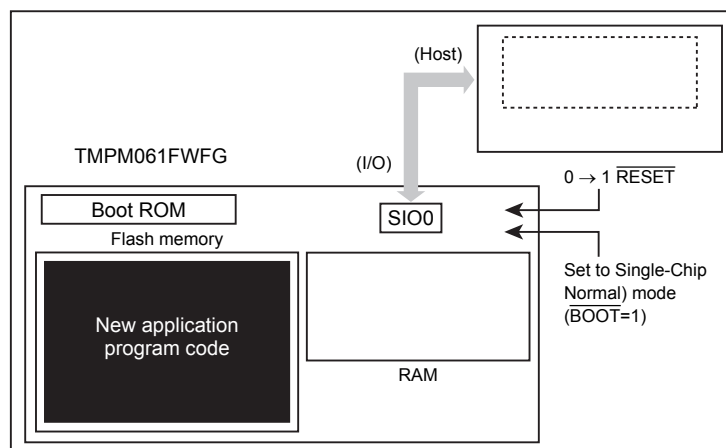 (Host)
TMPM061FWFG
(I/O)
0 → 1 RESET
Boot ROM
SIO0
Flash memory
Set to Single-Chip
Normal) mode
(BOOT=1)
New application
program code
RAM